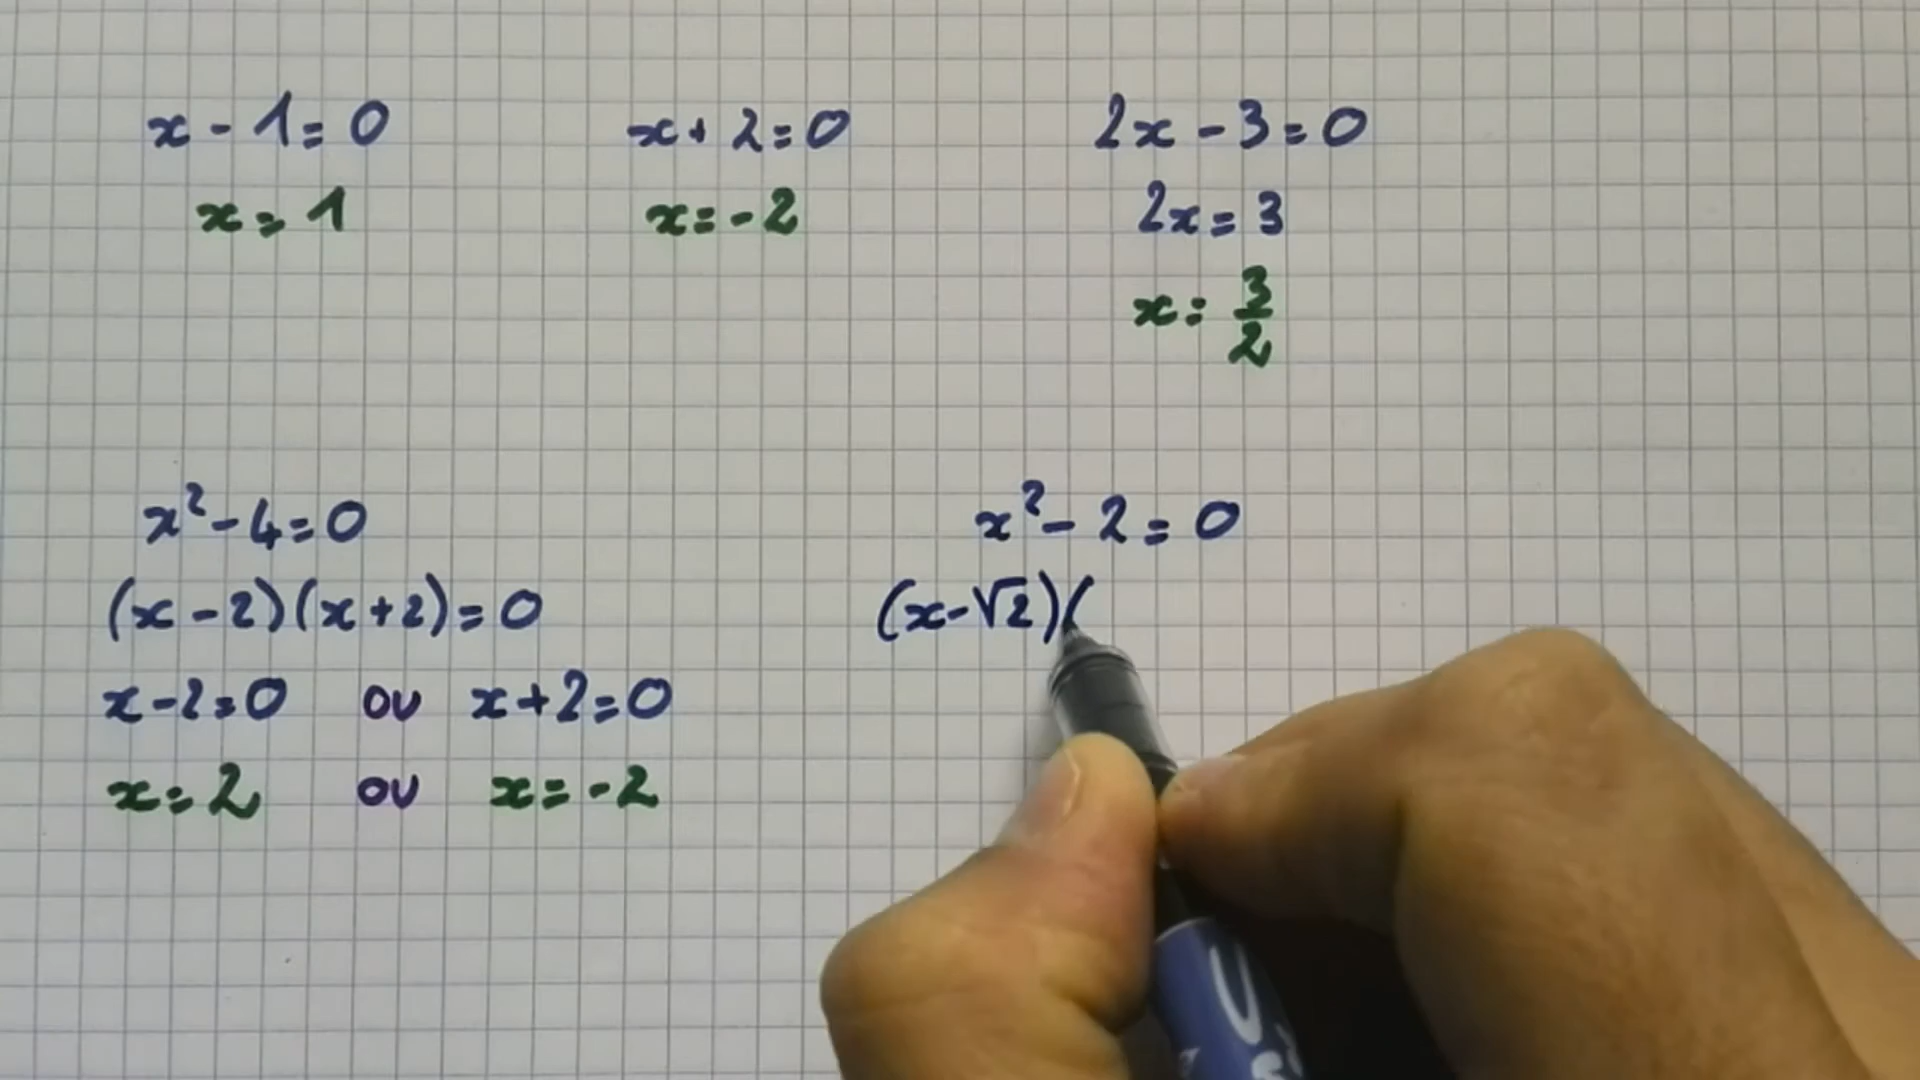 x - 1 = 0
x = 1
x + 2 = 0
x = -2
2x - 3 = 0
2x = 3
x = 3/2
x² - 4 = 0
(x - 2)(x + 2) = 0
x - 2 = 0 ou x + 2 = 0
x = 2 ou x = -2
x² - 2 = 0
(x - √2)(